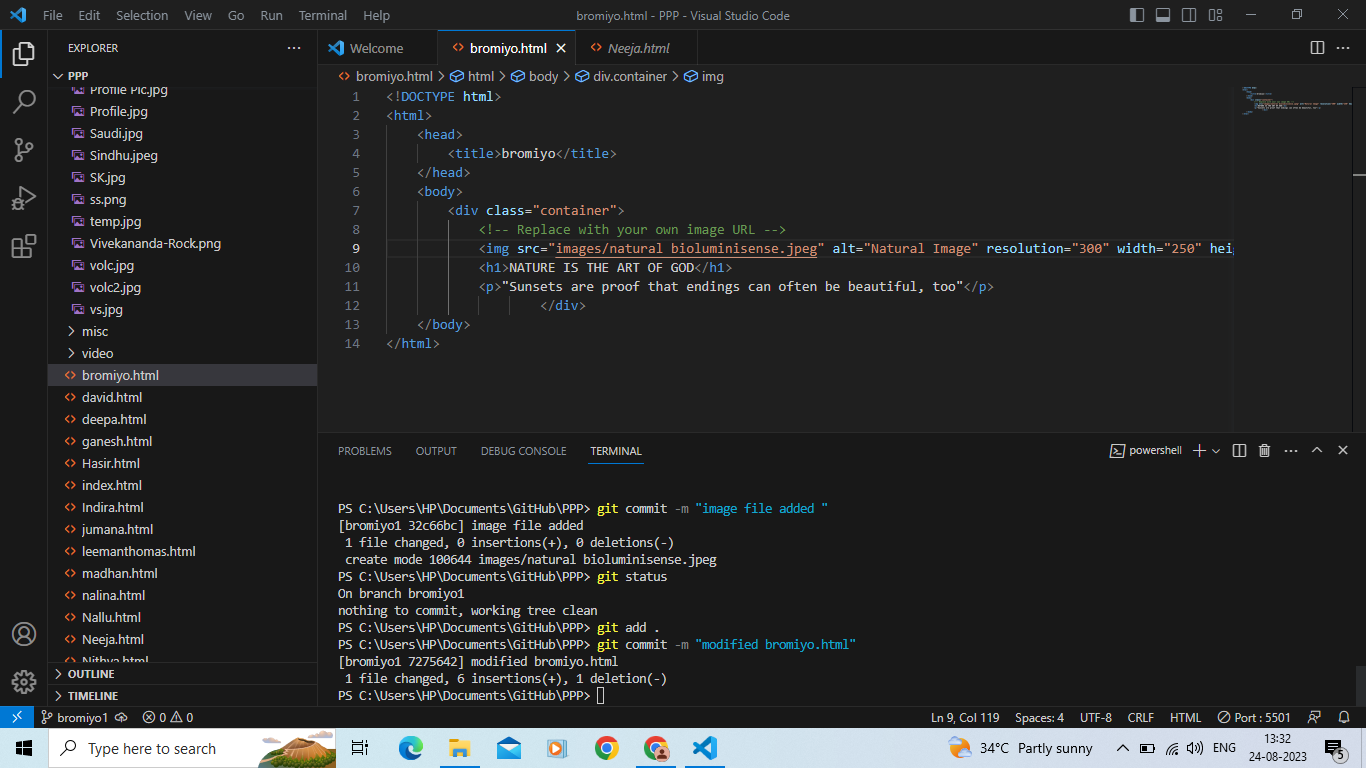 File Edit Selection View Go Run Terminal Help bromiyo.html - PPP - Visual Studio Code
EXPLORER
PPP
Profile Pic.jpg
Profile.jpg
Saudi.jpg
Sindhu.jpeg
SK.jpg
ss.png
temp.jpg
Vivekananda-Rock.png
volc.jpg
volc2.jpg
vs.jpg
misc
video
bromiyo.html
david.html
deepa.html
ganesh.html
Hasir.html
index.html
Indira.html
jumana.html
leemanthomas.html
madhan.html
nalina.html
Nallu.html
Neeja.html
Nithya.html
OUTLINE
TIMELINE
Welcome bromiyo.html Neeja.html
bromiyo.html > html > body > div.container > img
1 <!DOCTYPE html>
2 <html>
3 <head>
4 <title>bromiyo</title>
5 </head>
6 <body>
7 <div class="container">
8 <!-- Replace with your own image URL -->
9 <img src="images/natural bioluminisense.jpeg" alt="Natural Image" resolution="300" width="250" hei
10 <h1>NATURE IS THE ART OF GOD</h1>
11 <p>"Sunsets are proof that endings can often be beautiful, too"</p>
12 </div>
13 </body>
14 </html>
PROBLEMS OUTPUT DEBUG CONSOLE TERMINAL powershell
PS C:\Users\HP\Documents\GitHub\PPP> git commit -m "image file added "
[bromiyo1 32c66bc] image file added
1 file changed, 0 insertions(+), 0 deletions(-)
create mode 100644 images/natural bioluminisense.jpeg
PS C:\Users\HP\Documents\GitHub\PPP> git status
On branch bromiyo1
nothing to commit, working tree clean
PS C:\Users\HP\Documents\GitHub\PPP> git add .
PS C:\Users\HP\Documents\GitHub\PPP> git commit -m "modified bromiyo.html"
[bromiyo1 7275642] modified bromiyo.html
1 file changed, 6 insertions(+), 1 deletion(-)
PS C:\Users\HP\Documents\GitHub\PPP>
bromiyo1 0 0 Ln 9, Col 119 Spaces: 4 UTF-8 CRLF HTML Port : 5501
Type here to search 34°C Partly sunny ENG 13:32
24-08-2023 5